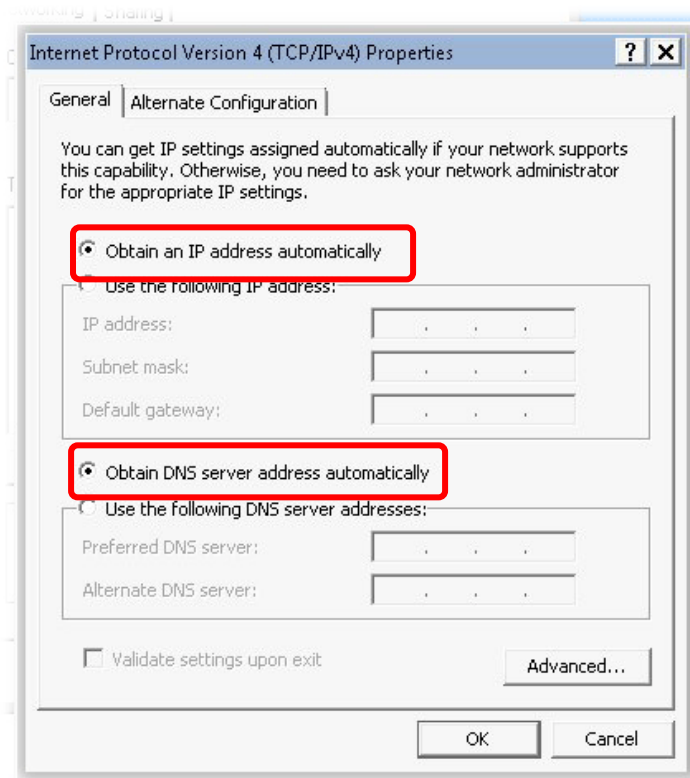 Sharing
Internet Protocol Version 4 (TCP/IPv4) Properties
? X
General
Alternate Configuration
You can get IP settings assigned automatically if your network supports
this capability. Otherwise, you need to ask your network administrator
for the appropriate IP settings.
Obtain an IP address automatically
Use the following IP address:
IP address:
Subnet mask:
Default gateway:
Obtain DNS server address automatically
Use the following DNS server addresses:
Preferred DNS server:
Alternate DNS server:
Validate settings upon exit
Advanced...
OK
Cancel